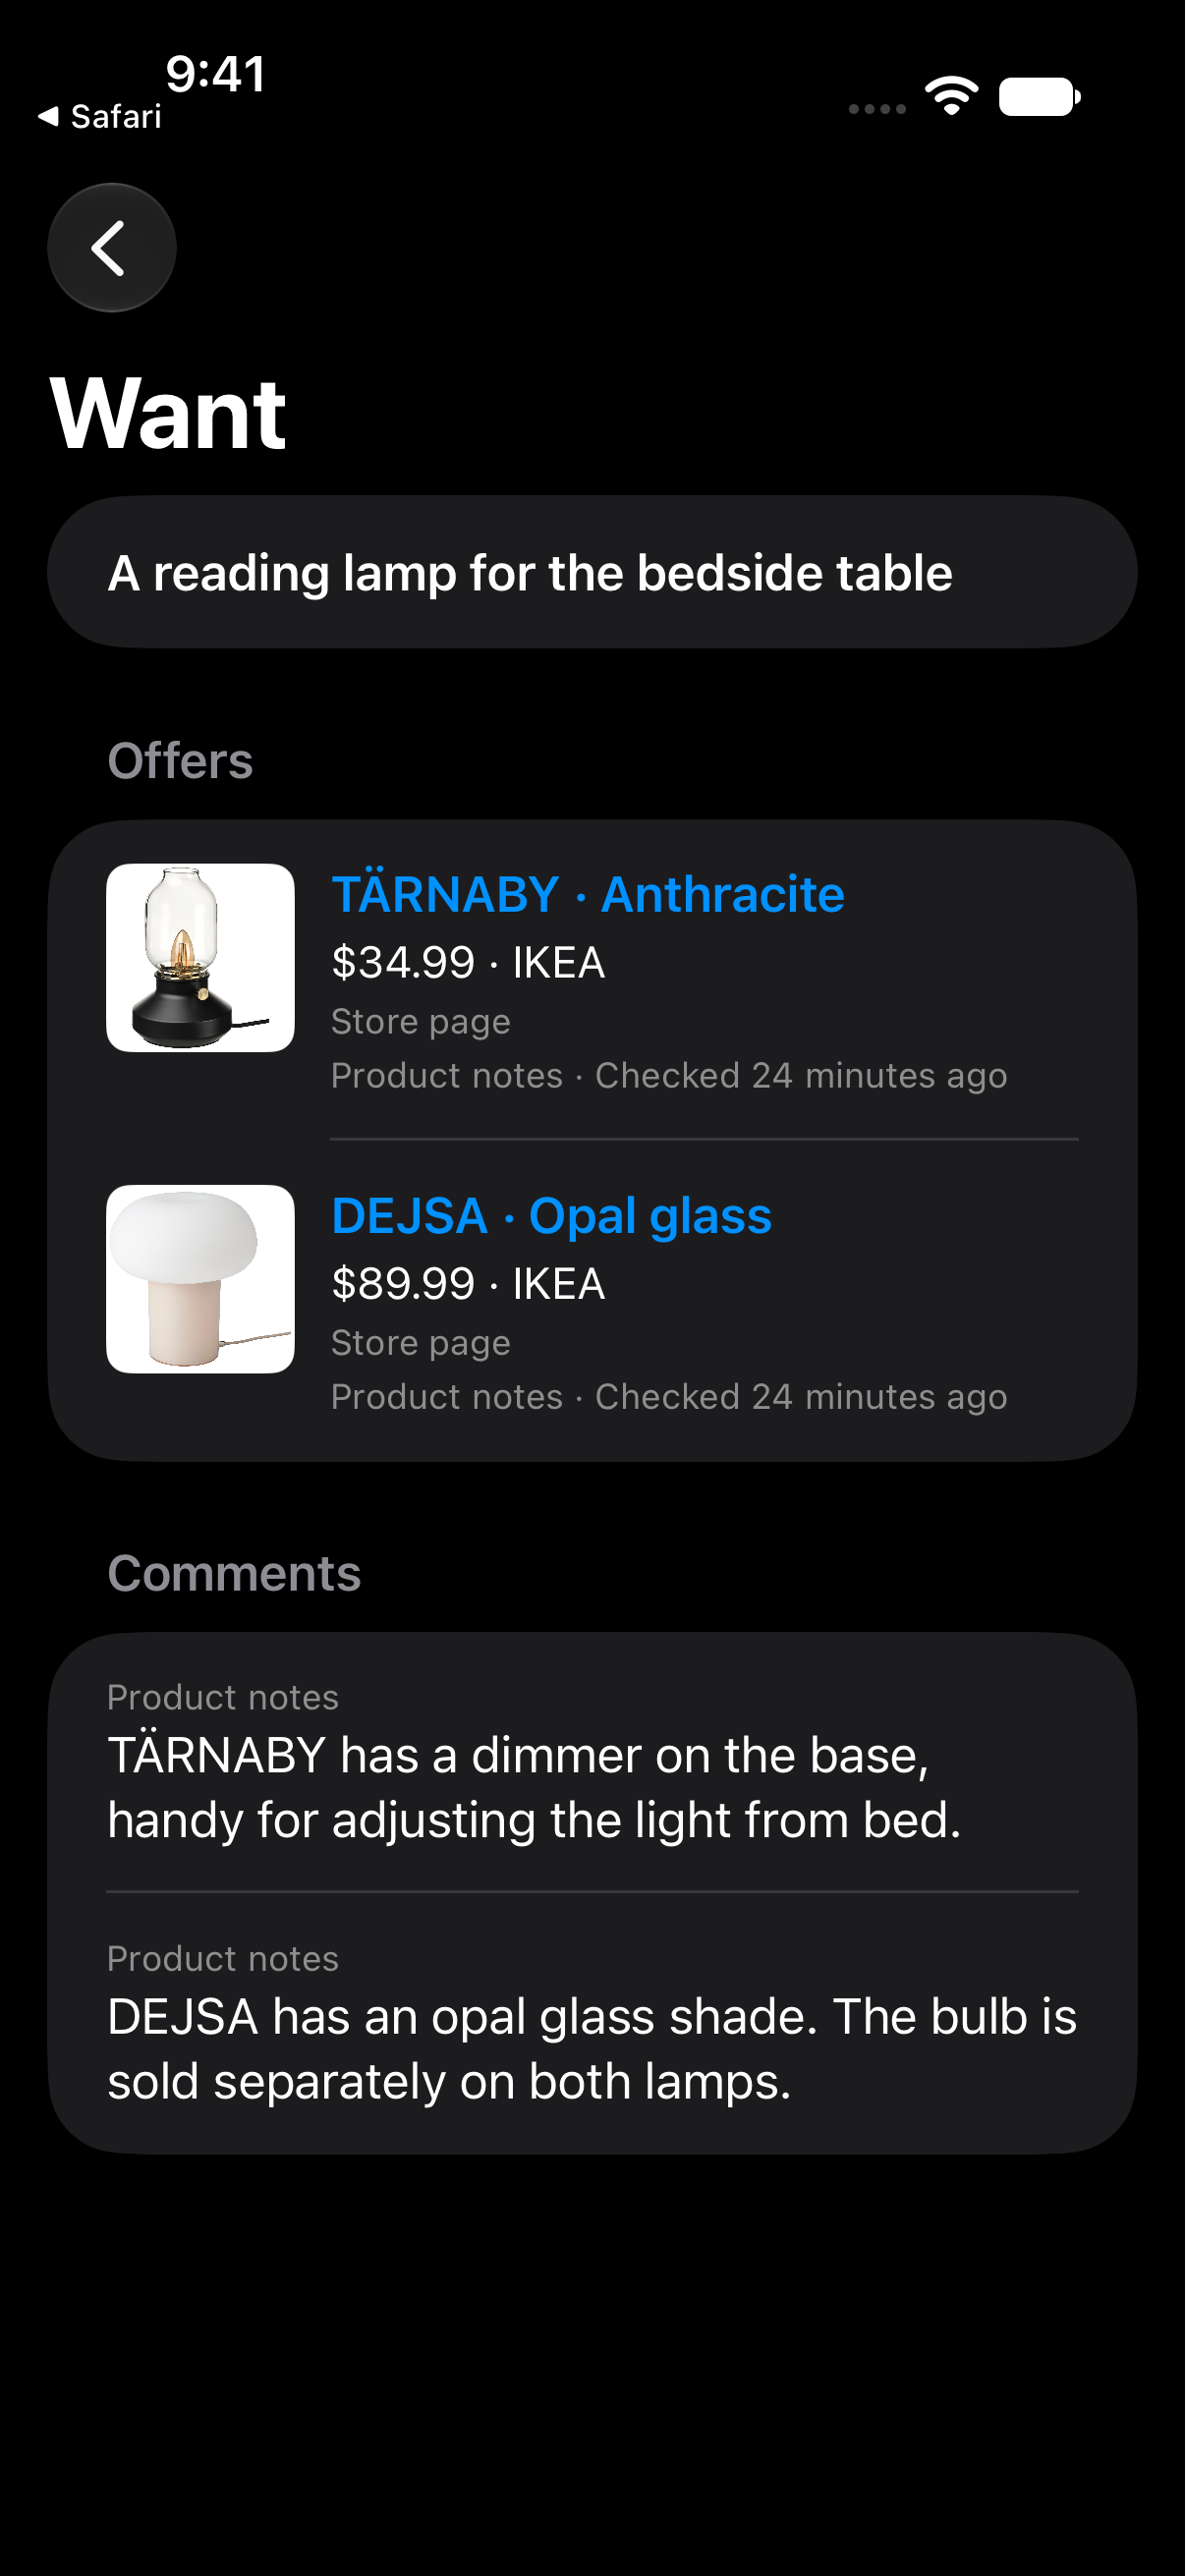 9:41
Safari
Want
A reading lamp for the bedside table
Offers
TÄRNABY · Anthracite
$34.99 · IKEA
Store page
Product notes · Checked 24 minutes ago
DEJSA · Opal glass
$89.99 · IKEA
Store page
Product notes · Checked 24 minutes ago
Comments
Product notes
TÄRNABY has a dimmer on the base,
handy for adjusting the light from bed.
Product notes
DEJSA has an opal glass shade. The bulb is
sold separately on both lamps.